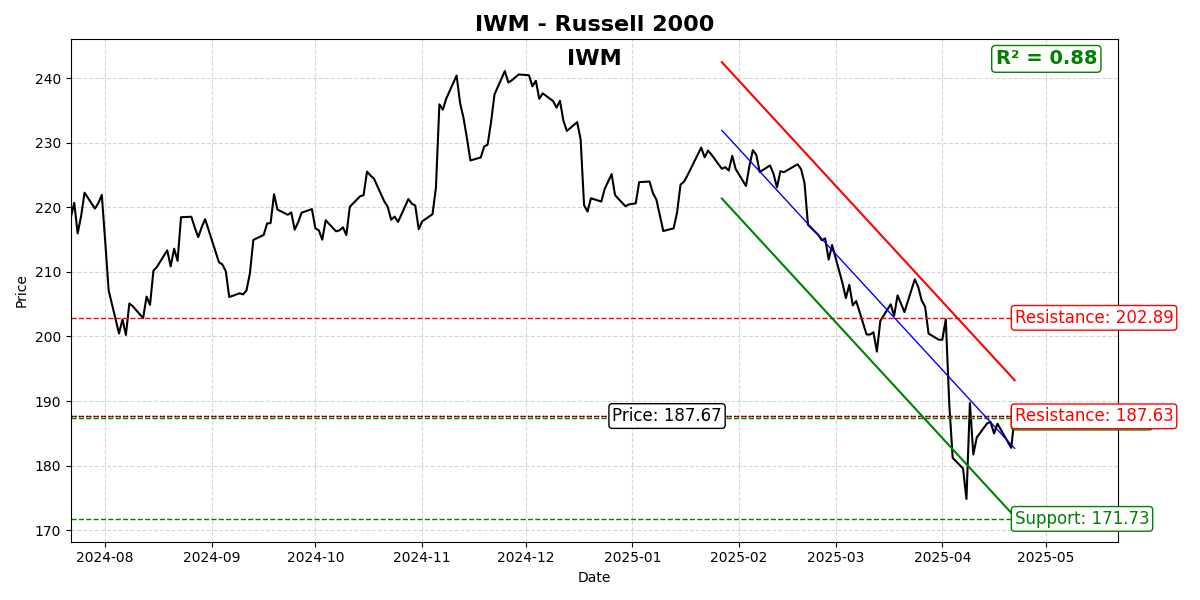 IWM - Russell 2000
IWM
R² = 0.88
240
230
220
210
200
190
180
170
Price
Resistance: 202.89
Price: 187.67
Resistance: 187.63
Support: 171.73
2024-08
2024-09
2024-10
2024-11
2024-12
2025-01
2025-02
2025-03
2025-04
2025-05
Date